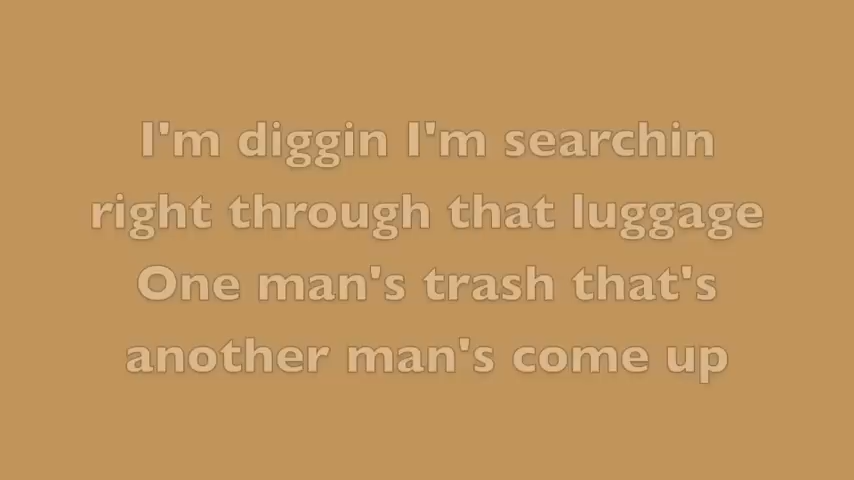 I'm diggin I'm searchin
right through that luggage
One man's trash that's
another man's come up